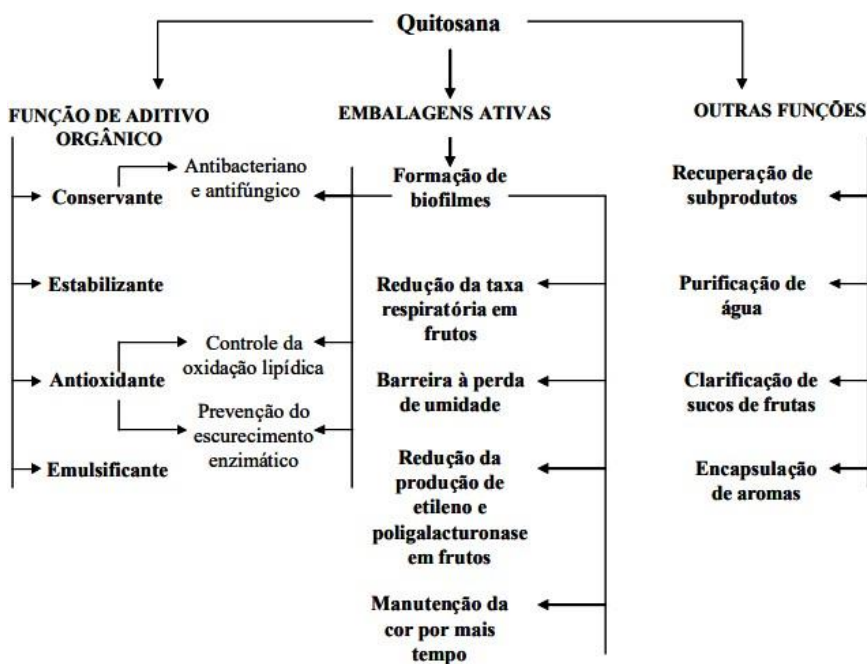 Quitosana
FUNÇÃO DE ADITIVO
ORGÂNICO
Conservante
Antibacteriano
e antifúngico
Estabilizante
Antioxidante
Controle da
oxidação lipídica
Prevenção do
escurecimento
enzimático
Emulsificante
EMBALAGENS ATIVAS
Formação de
biofilmes
Redução da taxa
respiratória em
frutos
Barreira à perda
de umidade
Redução da
produção de
etileno e
poligalacturonase
em frutos
Manutenção da
cor por mais
tempo
OUTRAS FUNÇÕES
Recuperação de
subprodutos
Purificação de
água
Clarificação de
sucos de frutas
Encapsulação
de aromas